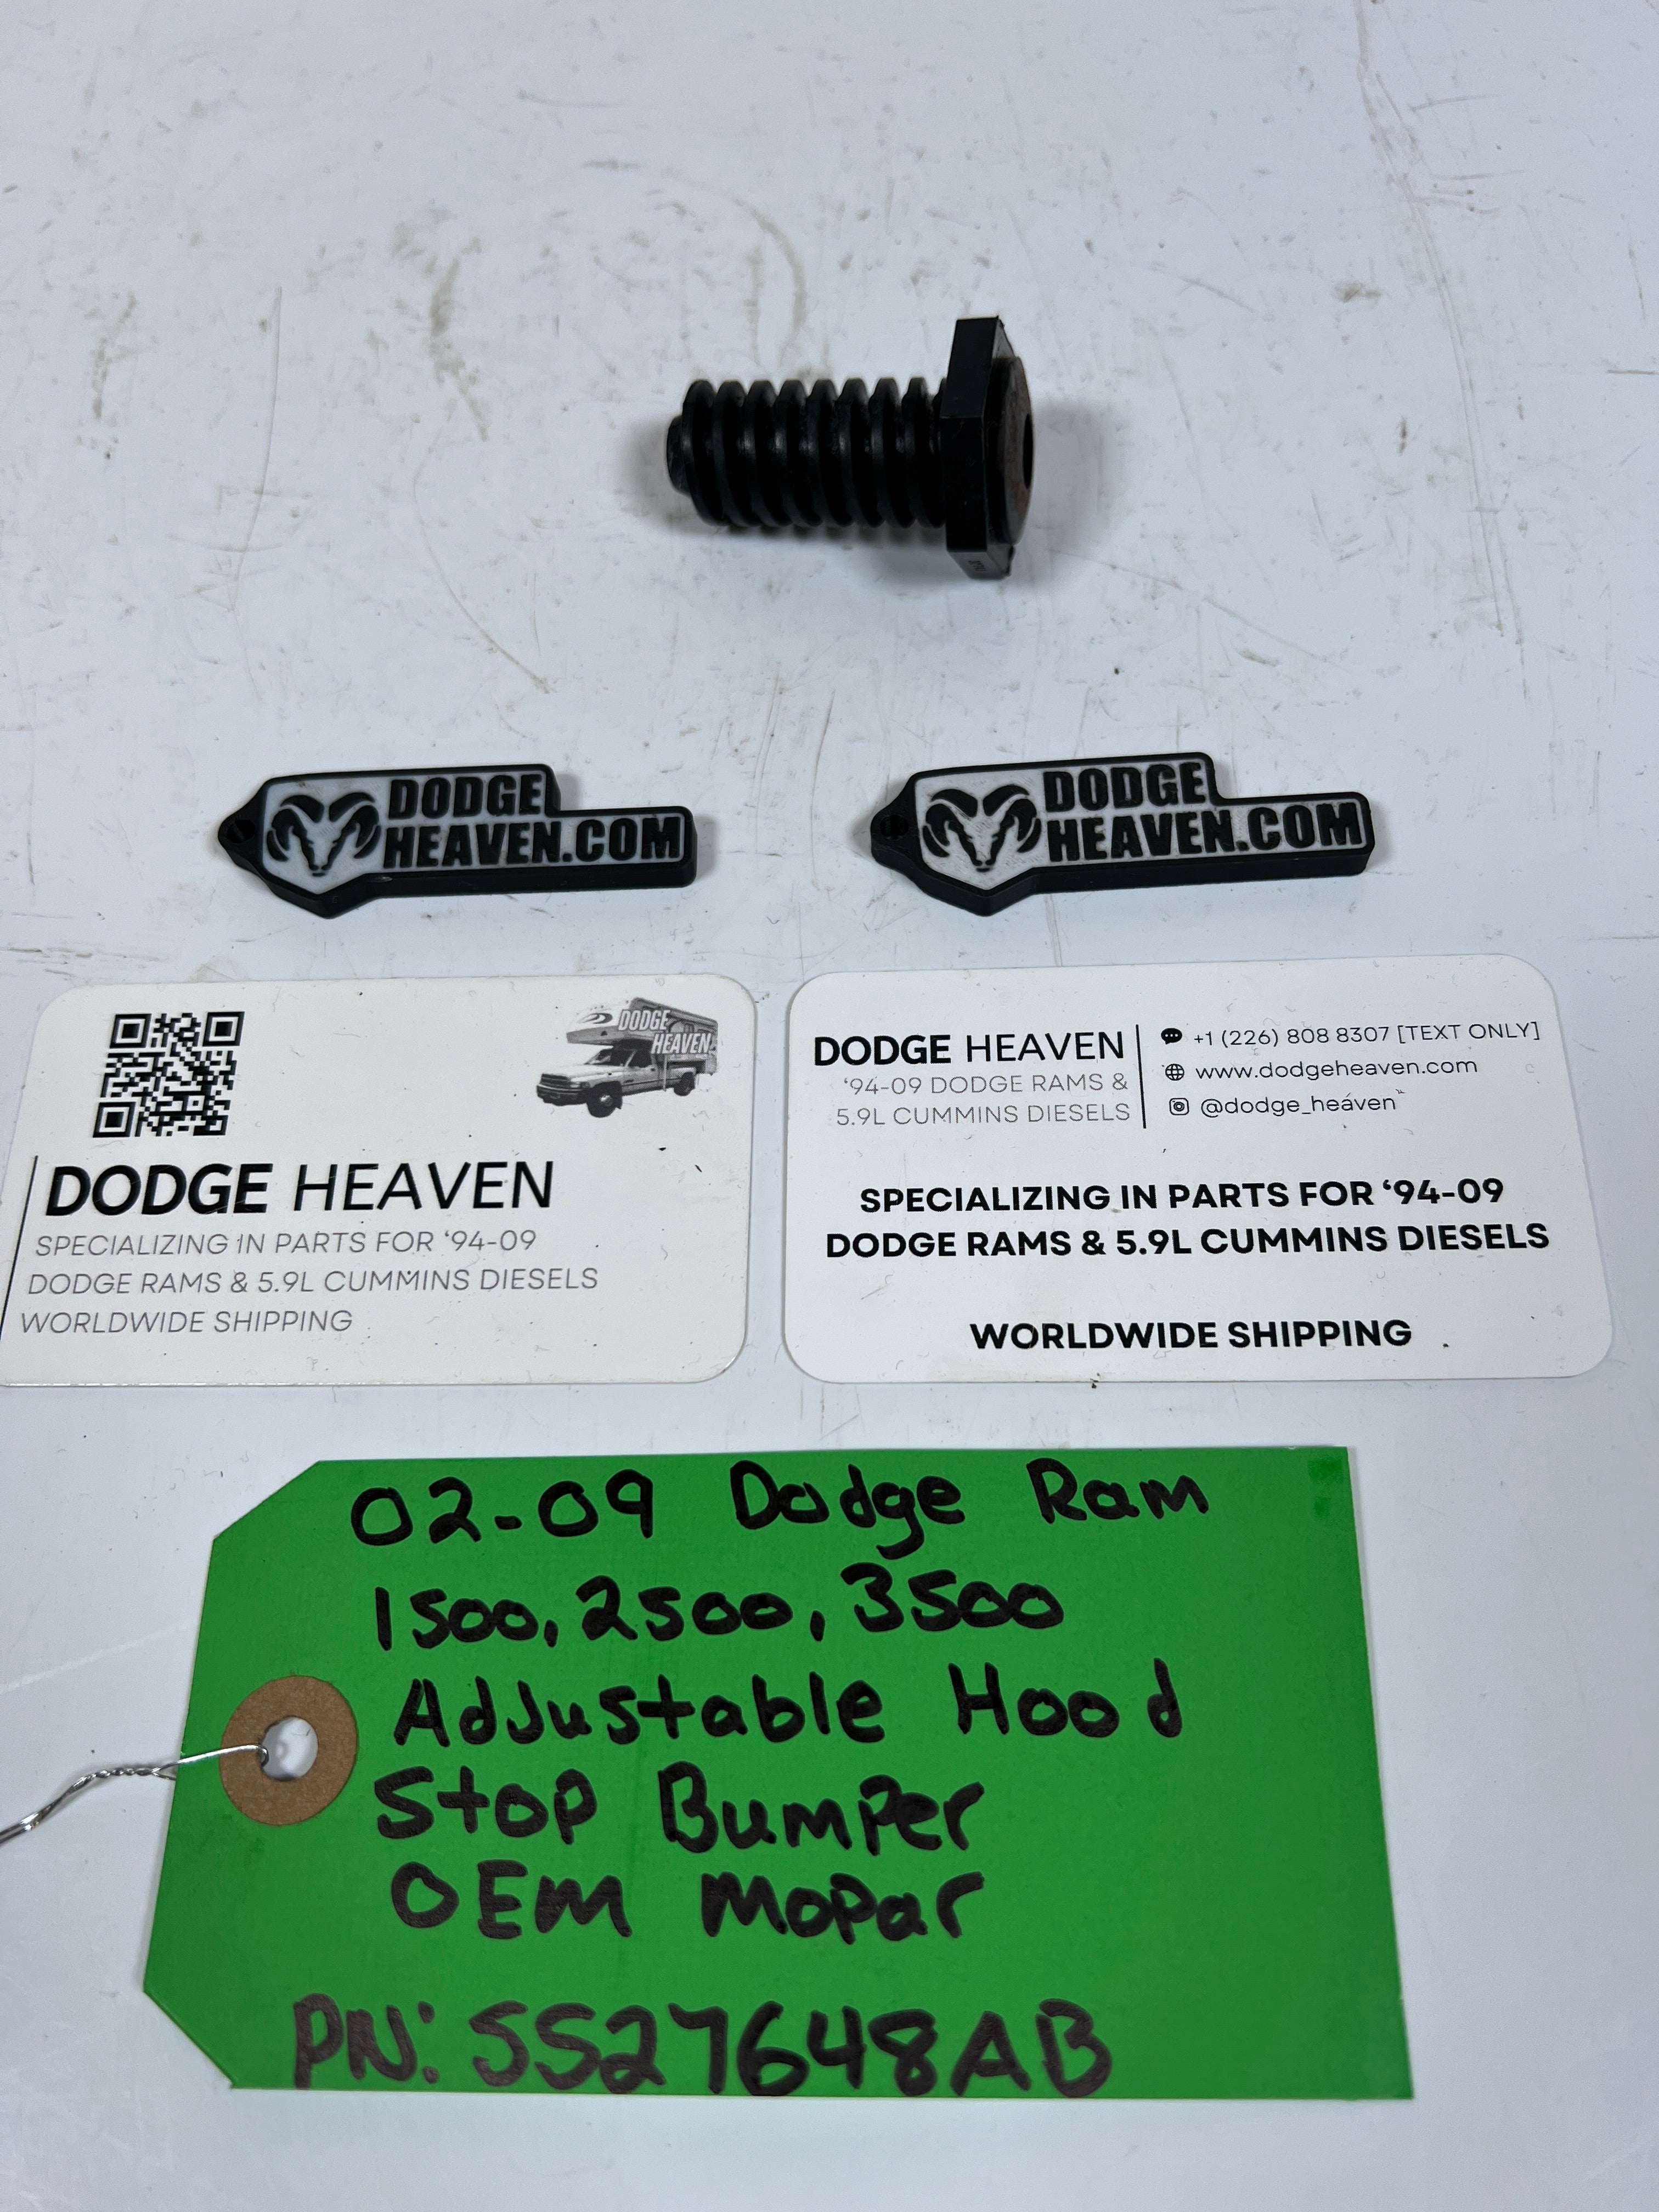 DODGE
HEAVEN.COM
DODGE
HEAVEN.COM
DODGE
HEAVEN
DODGE HEAVEN
SPECIALIZING IN PARTS FOR ‘94-09
DODGE RAMS & 5.9L CUMMINS DIESELS
WORLDWIDE SHIPPING
DODGE HEAVEN
‘94-09 DODGE RAMS &
5.9L CUMMINS DIESELS
+1 (226) 808 8307 [TEXT ONLY]
www.dodgeheaven.com
@dodge_heaven
SPECIALIZING IN PARTS FOR ‘94-09
DODGE RAMS & 5.9L CUMMINS DIESELS
WORLDWIDE SHIPPING
02-09 Dodge Ram
1500, 2500, 3500
Adjustable Hood
Stop Bumper
OEM Mopar
PN: 5527648AB